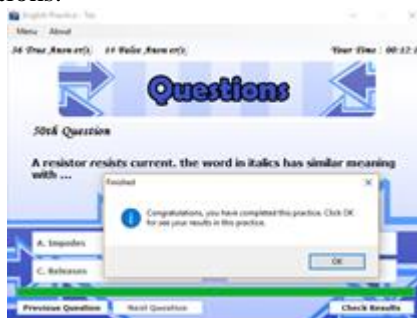 English Practice - Tes
Menu About
36 True Answer(s) 14 False Answer(s) Your Time : 00:12:
Questions
50th Question
A resistor resists current. the word in italics has similar meaning
with ...
Finished
Congratulations, you have completed this practice. Click OK
for see your results in this practice.
OK
A. Impedes
C. Releases
Previous Question Next Question Check Results